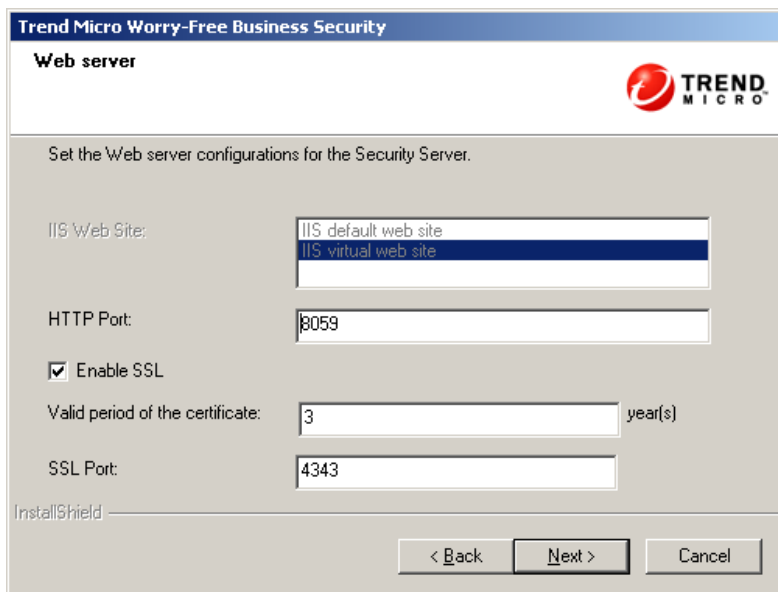 Trend Micro Worry-Free Business Security
Web server
TREND
MICRO™
Set the Web server configurations for the Security Server.
IIS Web Site:
IIS default web site
IIS virtual web site
HTTP Port:
8059
Enable SSL
Valid period of the certificate:
3
year(s)
SSL Port:
4343
InstallShield
< Back
Next >
Cancel